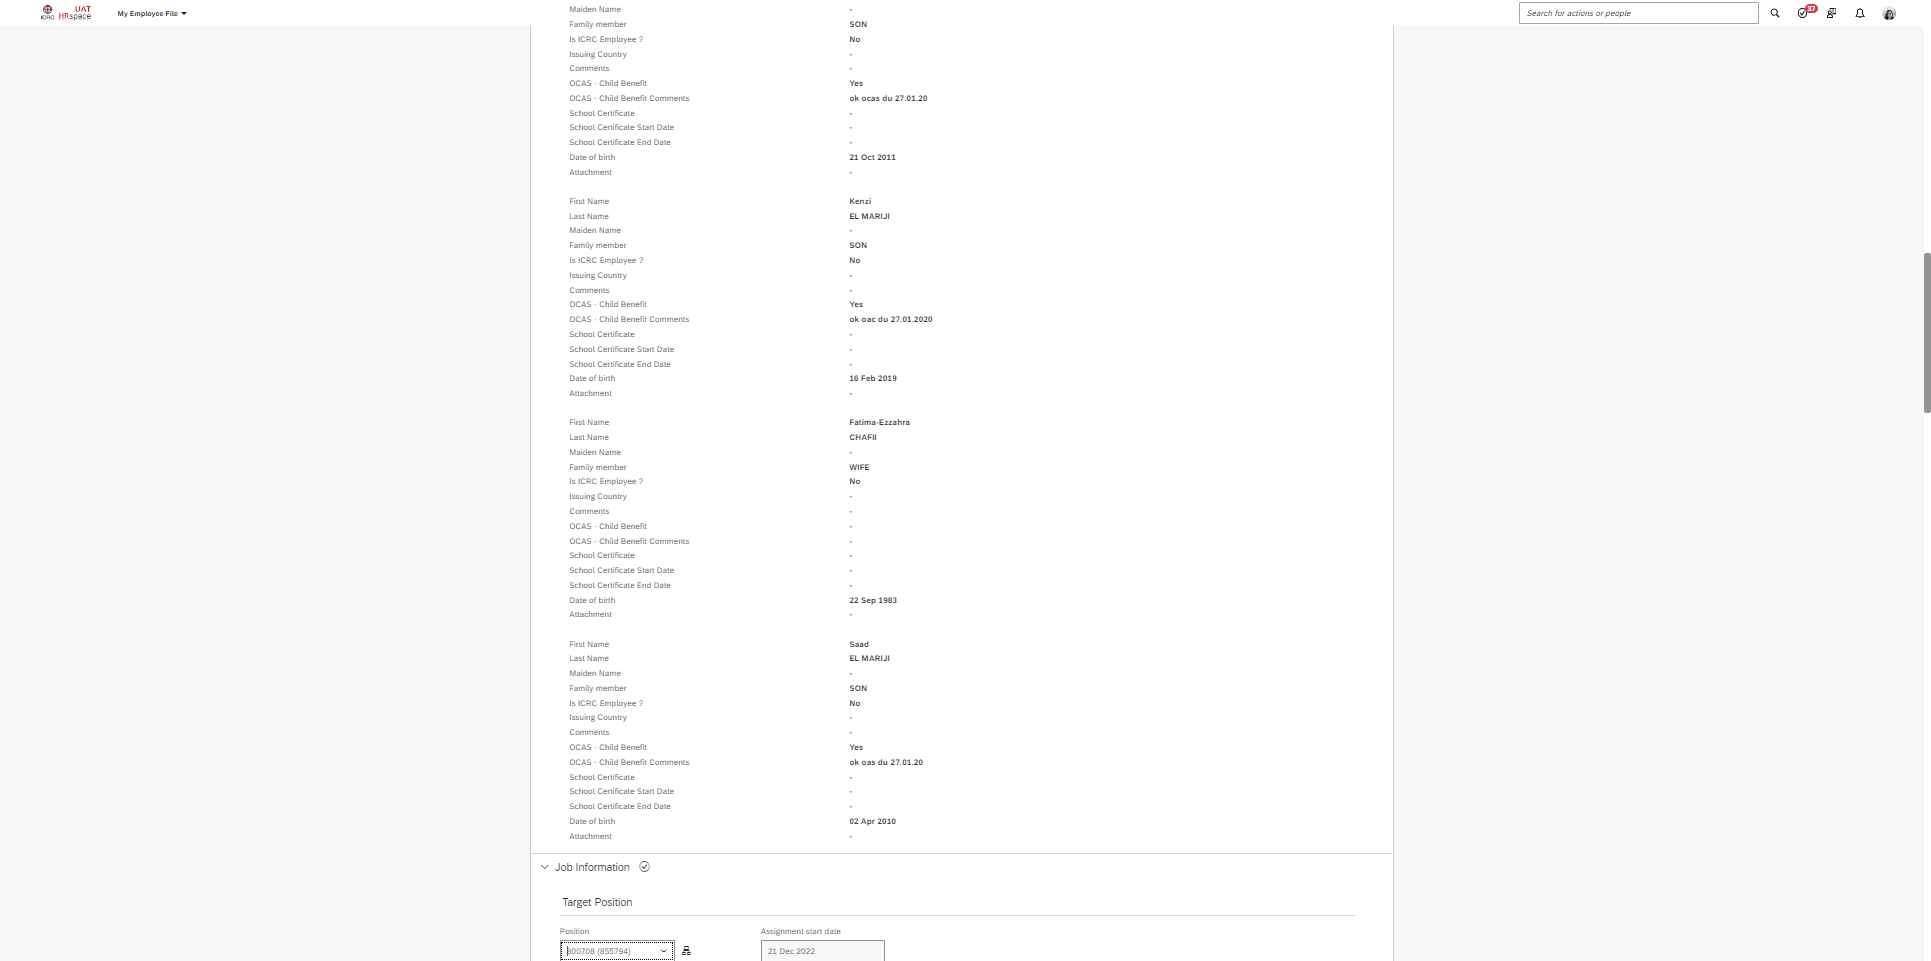 UAT
ICRC HRspace
My Employee File
Search for actions or people
37
Maiden Name -
Family member SON
Is ICRC Employee ? No
Issuing Country -
Comments -
OCAS - Child Benefit Yes
OCAS - Child Benefit Comments ok ocas du 27.01.20
School Certificate -
School Certificate Start Date -
School Certificate End Date -
Date of birth 21 Oct 2011
Attachment -
First Name Kenzi
Last Name EL MARIJI
Maiden Name -
Family member SON
Is ICRC Employee ? No
Issuing Country -
Comments -
OCAS - Child Benefit Yes
OCAS - Child Benefit Comments ok oac du 27.01.2020
School Certificate -
School Certificate Start Date -
School Certificate End Date -
Date of birth 16 Feb 2019
Attachment -
First Name Fatima-Ezzahra
Last Name CHAFII
Maiden Name -
Family member WIFE
Is ICRC Employee ? No
Issuing Country -
Comments -
OCAS - Child Benefit -
OCAS - Child Benefit Comments -
School Certificate -
School Certificate Start Date -
School Certificate End Date -
Date of birth 22 Sep 1983
Attachment -
First Name Saad
Last Name EL MARIJI
Maiden Name -
Family member SON
Is ICRC Employee ? No
Issuing Country -
Comments -
OCAS - Child Benefit Yes
OCAS - Child Benefit Comments ok oas du 27.01.20
School Certificate -
School Certificate Start Date -
School Certificate End Date -
Date of birth 02 Apr 2010
Attachment -
Job Information
Target Position
Position Assignment start date
800708 (855794) 21 Dec 2022